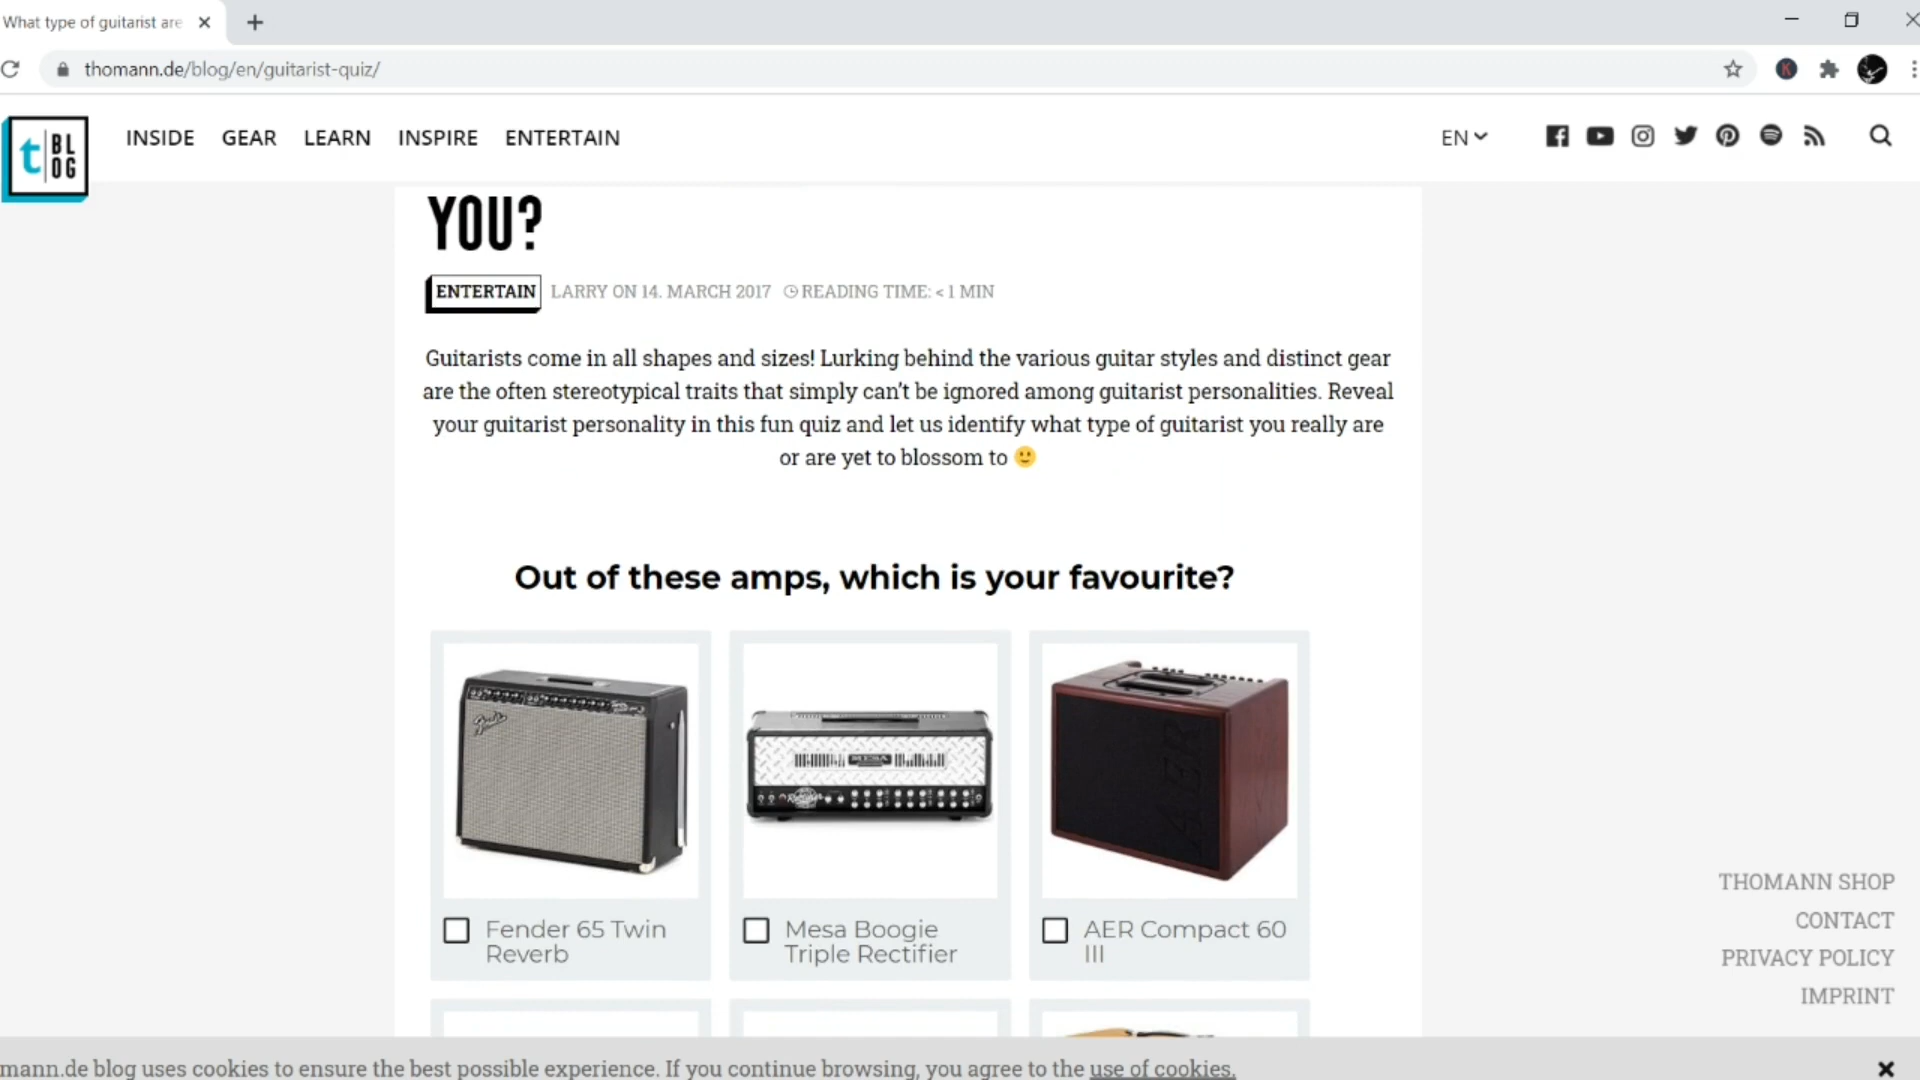 What type of guitarist are
thomann.de/blog/en/guitarist-quiz/
K
t BLOG
INSIDE GEAR LEARN INSPIRE ENTERTAIN
EN
YOU?
ENTERTAIN LARRY ON 14. MARCH 2017 READING TIME: < 1 MIN
Guitarists come in all shapes and sizes! Lurking behind the various guitar styles and distinct gear
are the often stereotypical traits that simply can't be ignored among guitarist personalities. Reveal
your guitarist personality in this fun quiz and let us identify what type of guitarist you really are
or are yet to blossom to 🙂
Out of these amps, which is your favourite?
Fender
MESA
AER
Fender 65 Twin
Reverb
Mesa Boogie
Triple Rectifier
AER Compact 60
III
THOMANN SHOP
CONTACT
PRIVACY POLICY
IMPRINT
mann.de blog uses cookies to ensure the best possible experience. If you continue browsing, you agree to the use of cookies.